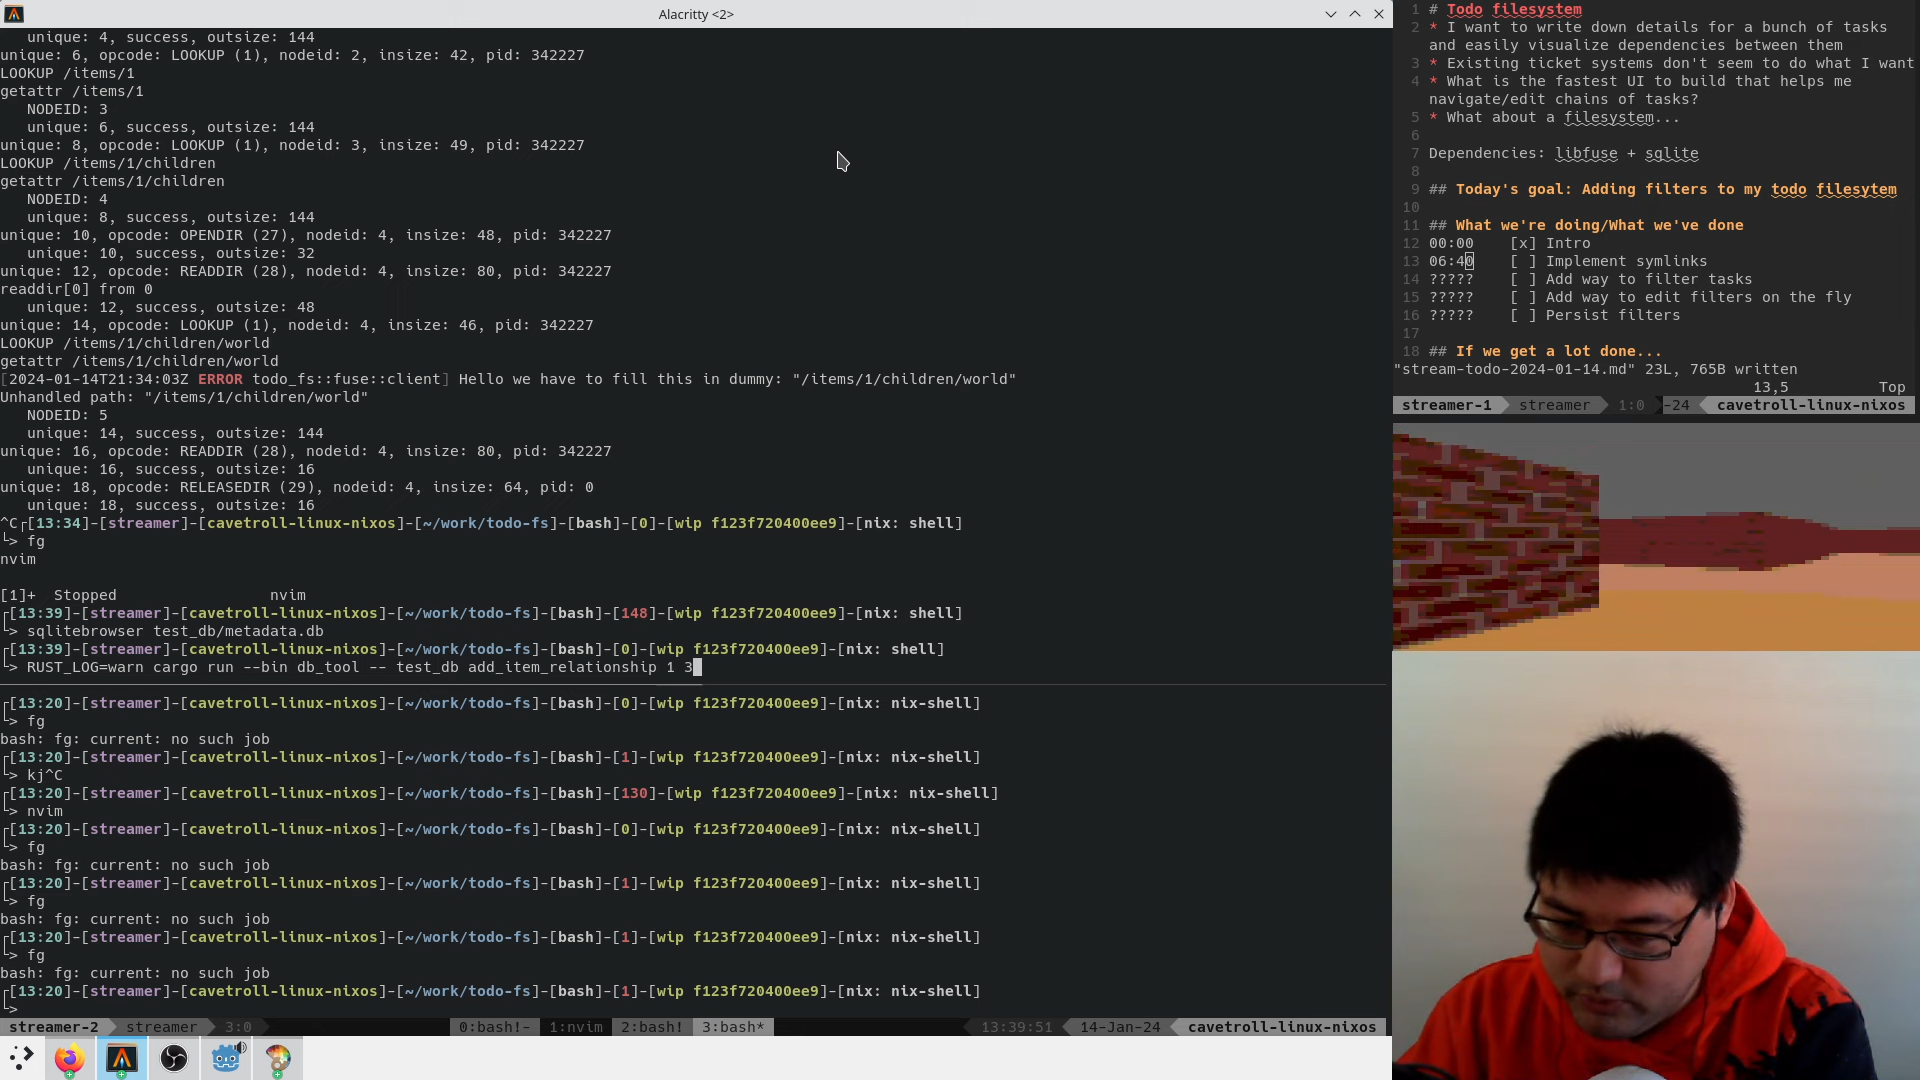 Alacritty <2>
   unique: 4, success, outsize: 144
unique: 6, opcode: LOOKUP (1), nodeid: 2, insize: 42, pid: 342227
LOOKUP /items/1
getattr /items/1
   NODEID: 3
   unique: 6, success, outsize: 144
unique: 8, opcode: LOOKUP (1), nodeid: 3, insize: 49, pid: 342227
LOOKUP /items/1/children
getattr /items/1/children
   NODEID: 4
   unique: 8, success, outsize: 144
unique: 10, opcode: OPENDIR (27), nodeid: 4, insize: 48, pid: 342227
   unique: 10, success, outsize: 32
unique: 12, opcode: READDIR (28), nodeid: 4, insize: 80, pid: 342227
readdir[0] from 0
   unique: 12, success, outsize: 48
unique: 14, opcode: LOOKUP (1), nodeid: 4, insize: 46, pid: 342227
LOOKUP /items/1/children/world
getattr /items/1/children/world
[2024-01-14T21:34:03Z ERROR todo_fs::fuse::client] Hello we have to fill this in dummy: "/items/1/children/world"
Unhandled path: "/items/1/children/world"
   NODEID: 5
   unique: 14, success, outsize: 144
unique: 16, opcode: READDIR (28), nodeid: 4, insize: 80, pid: 342227
   unique: 16, success, outsize: 16
unique: 18, opcode: RELEASEDIR (29), nodeid: 4, insize: 64, pid: 0
   unique: 18, success, outsize: 16
^C┌[13:34]-[streamer]-[cavetroll-linux-nixos]-[~/work/todo-fs]-[bash]-[0]-[wip f123f720400ee9]-[nix: shell]
└> fg
nvim
[1]+  Stopped                 nvim
┌[13:39]-[streamer]-[cavetroll-linux-nixos]-[~/work/todo-fs]-[bash]-[148]-[wip f123f720400ee9]-[nix: shell]
└> sqlitebrowser test_db/metadata.db
┌[13:39]-[streamer]-[cavetroll-linux-nixos]-[~/work/todo-fs]-[bash]-[0]-[wip f123f720400ee9]-[nix: shell]
└> RUST_LOG=warn cargo run --bin db_tool -- test_db add_item_relationship 1 3
┌[13:20]-[streamer]-[cavetroll-linux-nixos]-[~/work/todo-fs]-[bash]-[0]-[wip f123f720400ee9]-[nix: nix-shell]
└> fg
bash: fg: current: no such job
┌[13:20]-[streamer]-[cavetroll-linux-nixos]-[~/work/todo-fs]-[bash]-[1]-[wip f123f720400ee9]-[nix: nix-shell]
└> kj^C
┌[13:20]-[streamer]-[cavetroll-linux-nixos]-[~/work/todo-fs]-[bash]-[130]-[wip f123f720400ee9]-[nix: nix-shell]
└> nvim
┌[13:20]-[streamer]-[cavetroll-linux-nixos]-[~/work/todo-fs]-[bash]-[0]-[wip f123f720400ee9]-[nix: nix-shell]
└> fg
bash: fg: current: no such job
┌[13:20]-[streamer]-[cavetroll-linux-nixos]-[~/work/todo-fs]-[bash]-[1]-[wip f123f720400ee9]-[nix: nix-shell]
└> fg
bash: fg: current: no such job
┌[13:20]-[streamer]-[cavetroll-linux-nixos]-[~/work/todo-fs]-[bash]-[1]-[wip f123f720400ee9]-[nix: nix-shell]
└> fg
bash: fg: current: no such job
┌[13:20]-[streamer]-[cavetroll-linux-nixos]-[~/work/todo-fs]-[bash]-[1]-[wip f123f720400ee9]-[nix: nix-shell]
└>
streamer-2 streamer 3:0 0:bash!- 1:nvim 2:bash! 3:bash* 13:39:51 14-Jan-24 cavetroll-linux-nixos
1 # Todo filesystem
2 * I want to write down details for a bunch of tasks
and easily visualize dependencies between them
3 * Existing ticket systems don't seem to do what I want
4 * What is the fastest UI to build that helps me
navigate/edit chains of tasks?
5 * What about a filesystem...
6
7 Dependencies: libfuse + sqlite
8
9 ## Today's goal: Adding filters to my todo filesytem
10
11 ## What we're doing/What we've done
12 00:00    [x] Intro
13 06:40    [ ] Implement symlinks
14 ?????    [ ] Add way to filter tasks
15 ?????    [ ] Add way to edit filters on the fly
16 ?????    [ ] Persist filters
17
18 ## If we get a lot done...
"stream-todo-2024-01-14.md" 23L, 765B written
13,5 Top
streamer-1 streamer 1:0 -24 cavetroll-linux-nixos